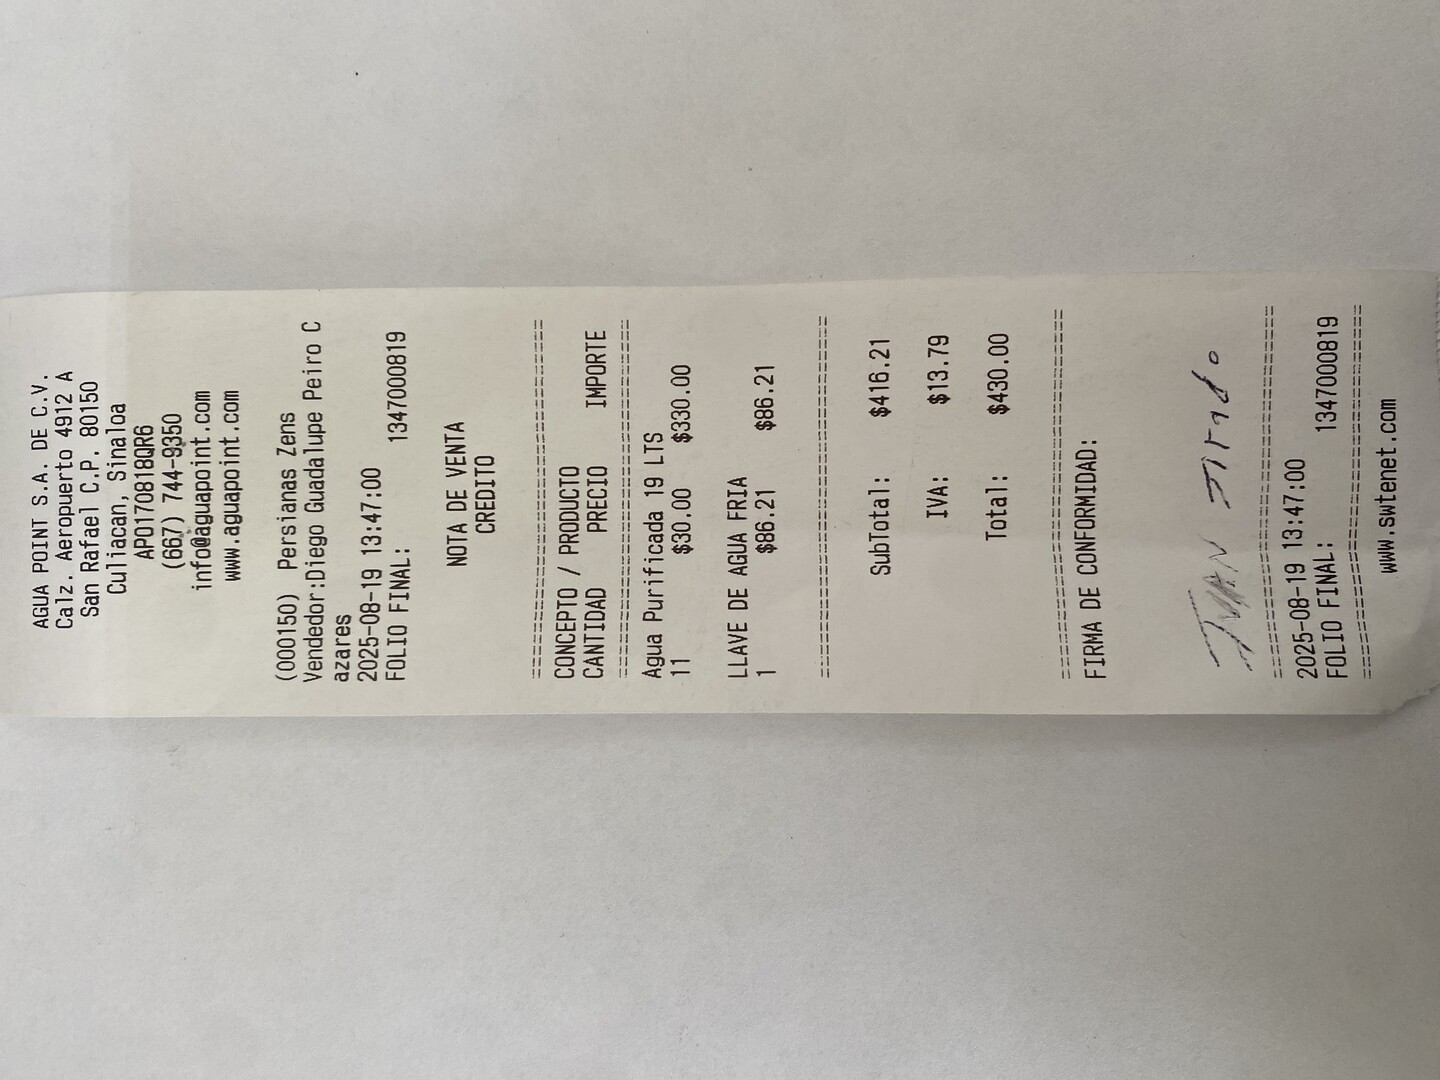 AGUA POINT S.A. DE C.V.
Calz. Aeropuerto 4912 A
San Rafael C.P. 80150
Culiacan, Sinaloa
APO170818QR6
(667) 744-9350
info@aguapoint.com
www.aguapoint.com
(000150) Persianas Zens
Vendedor:Diego Guadalupe Peiro C
azares
2025-08-19 13:47:00
FOLIO FINAL: 1347000819
NOTA DE VENTA
CREDITO
================================
CONCEPTO / PRODUCTO
CANTIDAD PRECIO IMPORTE
================================
Agua Purificada 19 LTS
11 $30.00 $330.00
LLAVE DE AGUA FRIA
1 $86.21 $86.21
================================
SubTotal: $416.21
IVA: $13.79
Total: $430.00
================================
FIRMA DE CONFORMIDAD:
IVAN Tirado
================================
2025-08-19 13:47:00
FOLIO FINAL: 1347000819
================================
www.swtenet.com